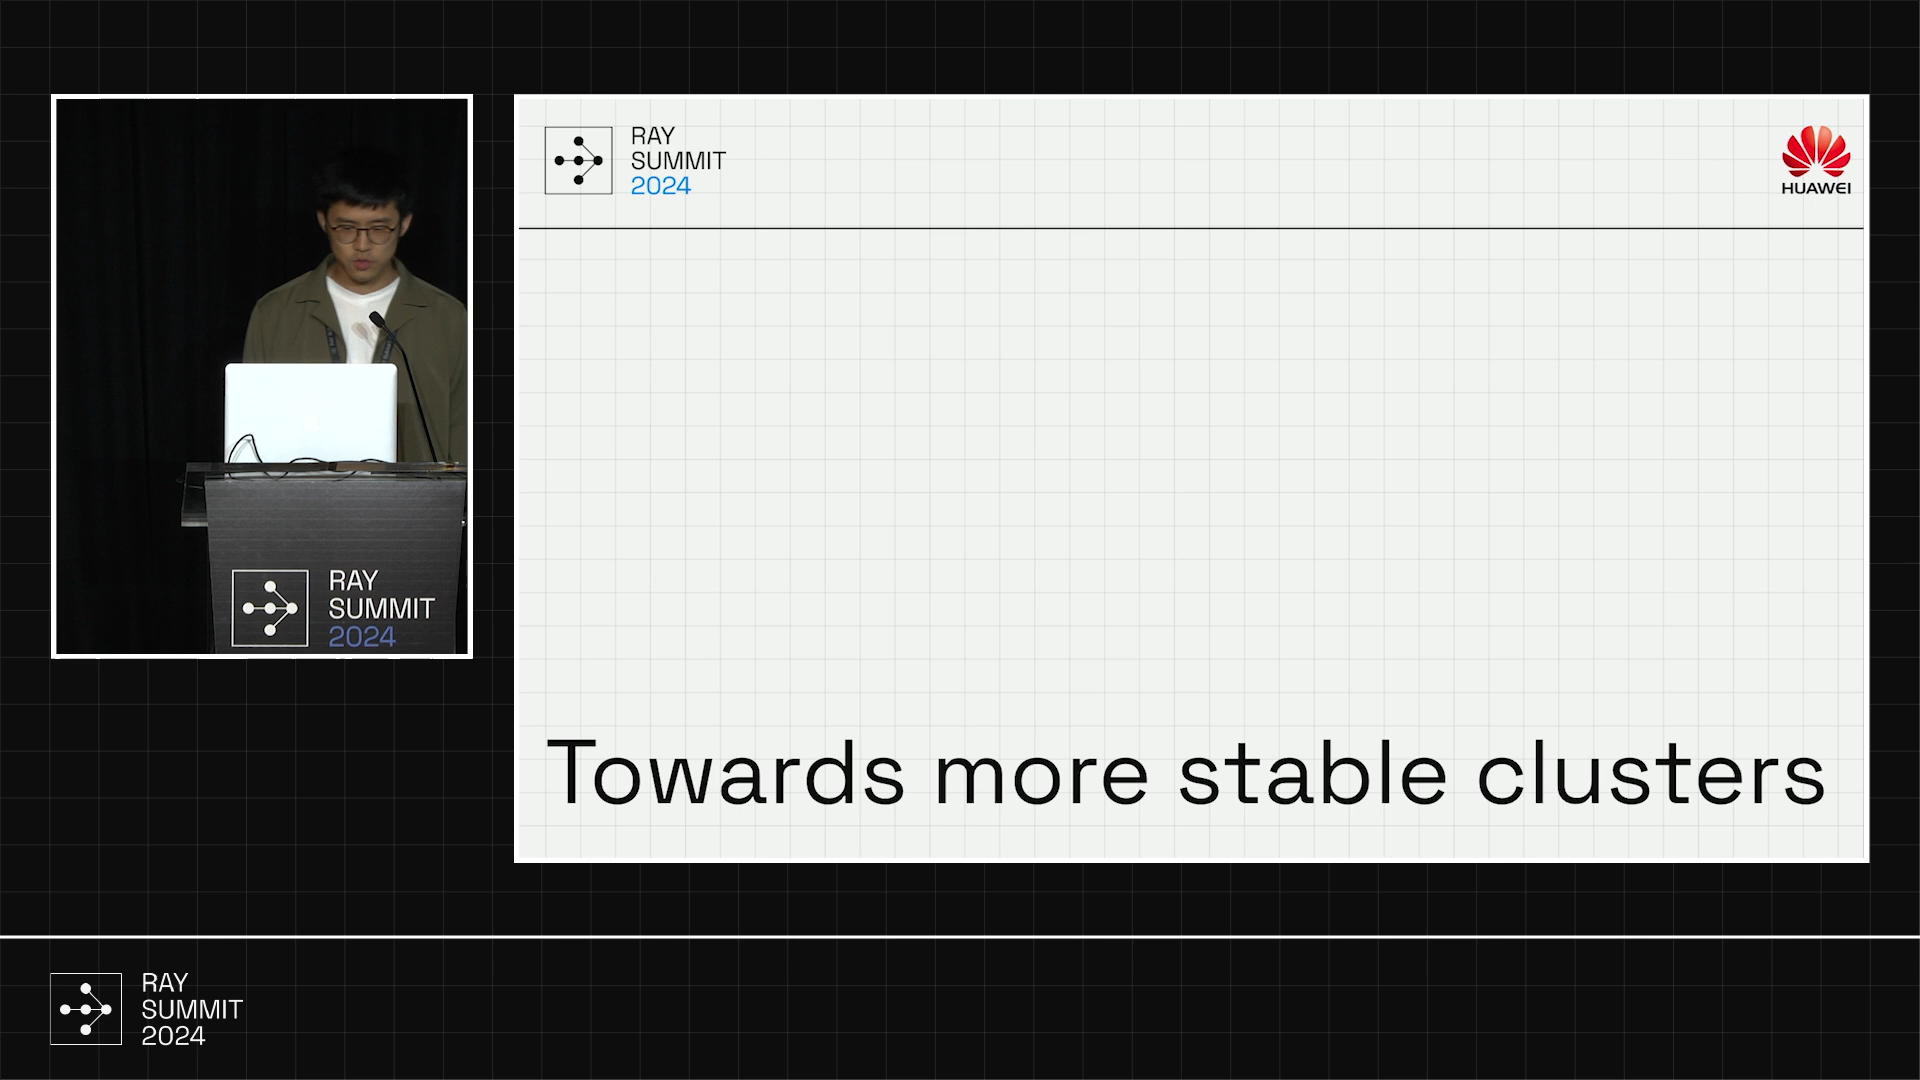 RAY
SUMMIT
2024
HUAWEI
Towards more stable clusters
RAY
SUMMIT
2024
RAY
SUMMIT
2024